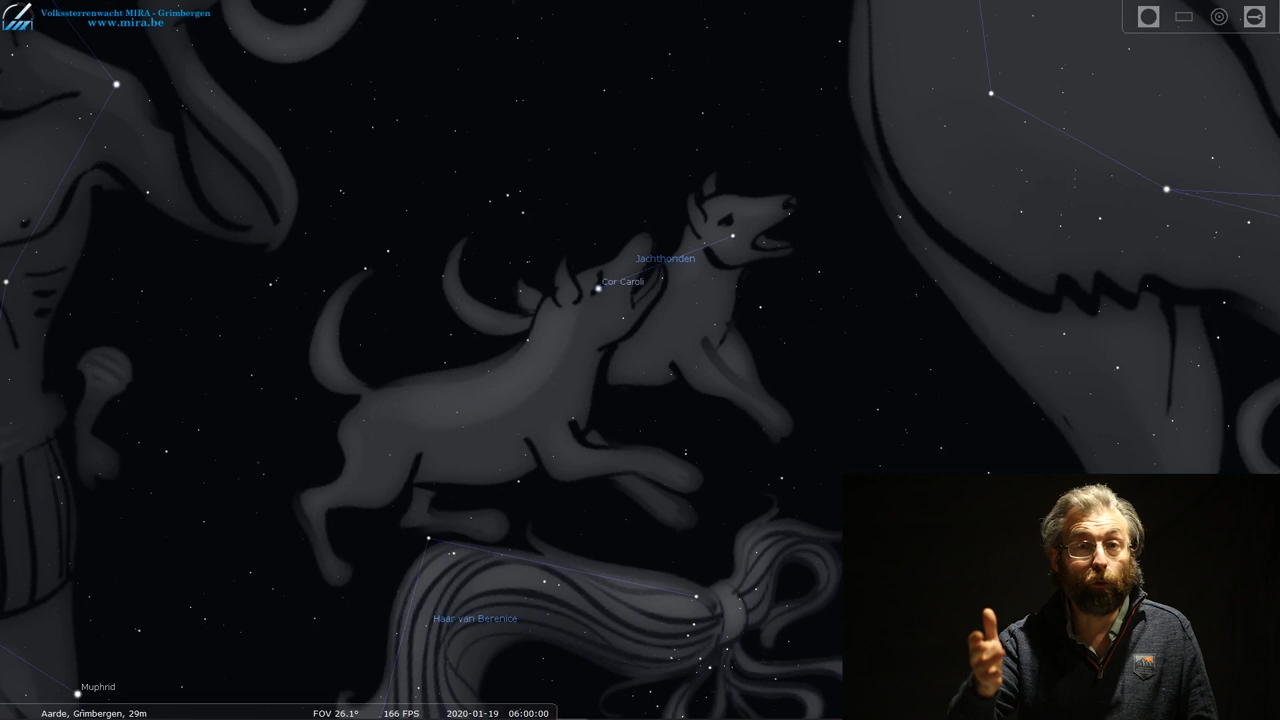 Volkssterrenwacht MIRA - Grimbergen
www.mira.be
Jachthonden
Cor Caroli
Haar van Berenice
Muphrid
Aarde, Grimbergen, 29m
FOV 26.1°
166 FPS
2020-01-19
06:00:00